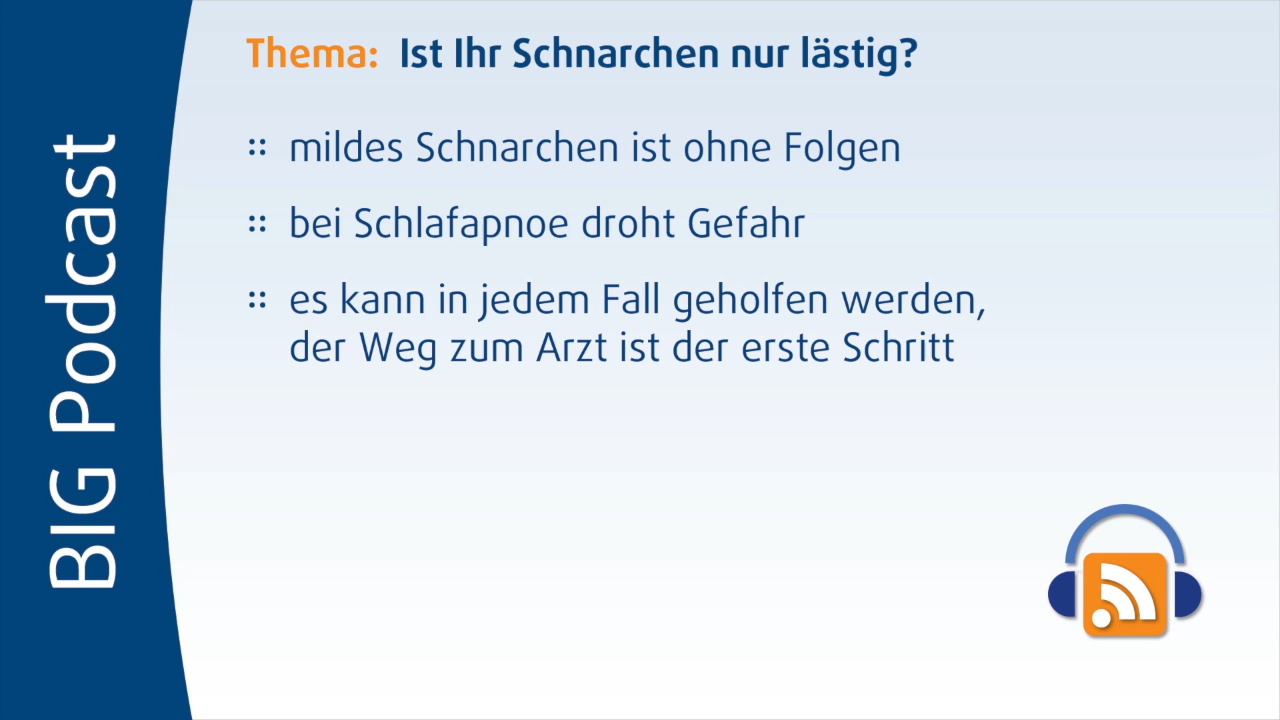 BIG Podcast
Thema: Ist Ihr Schnarchen nur lästig?
:: mildes Schnarchen ist ohne Folgen
:: bei Schlafapnoe droht Gefahr
:: es kann in jedem Fall geholfen werden,
der Weg zum Arzt ist der erste Schritt